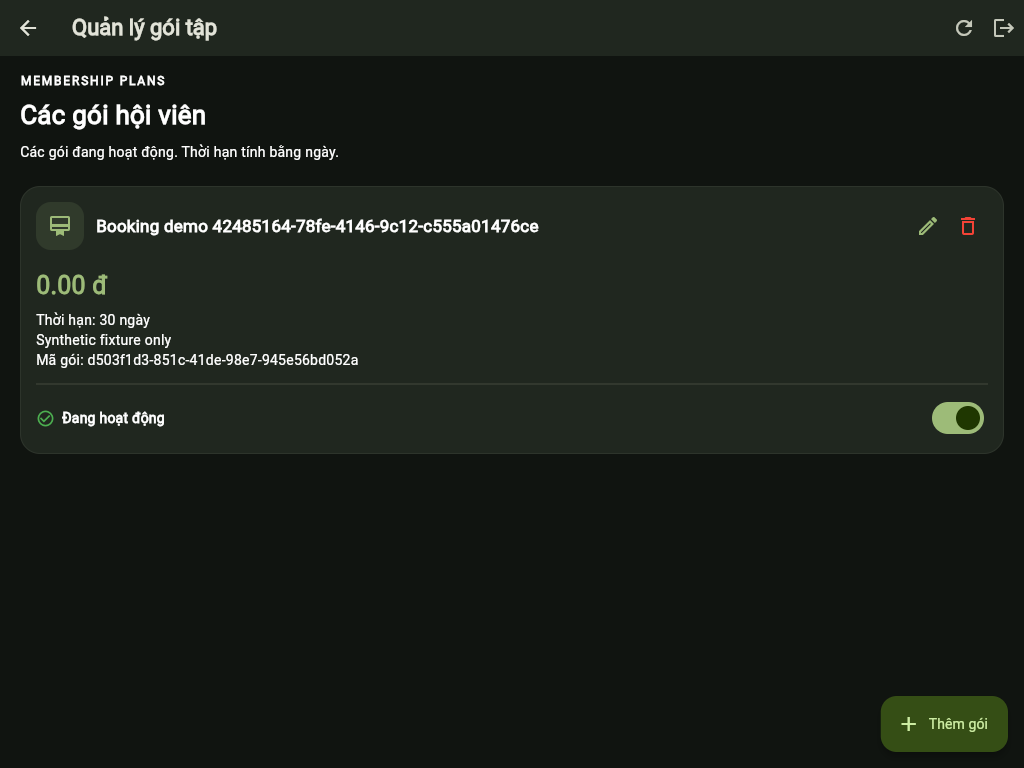 Quản lý gói tập
MEMBERSHIP PLANS
Các gói hội viên
Các gói đang hoạt động. Thời hạn tính bằng ngày.
Booking demo 42485164-78fe-4146-9c12-c555a01476ce
0.00 đ
Thời hạn: 30 ngày
Synthetic fixture only
Mã gói: d503f1d3-851c-41de-98e7-945e56bd052a
Đang hoạt động
Thêm gói